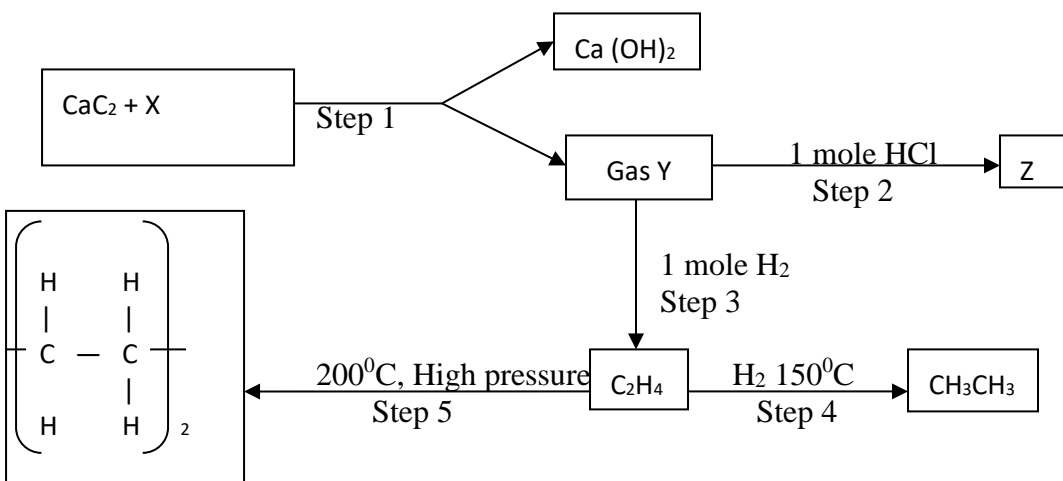 Ca (OH)₂
CaC₂ + X
Step 1
Gas Y
1 mole HCl
Step 2
Z
1 mole H₂
Step 3
H H
C — C
H H ₂
200⁰C, High pressure
Step 5
C₂H₄
H₂ 150⁰C
Step 4
CH₃CH₃